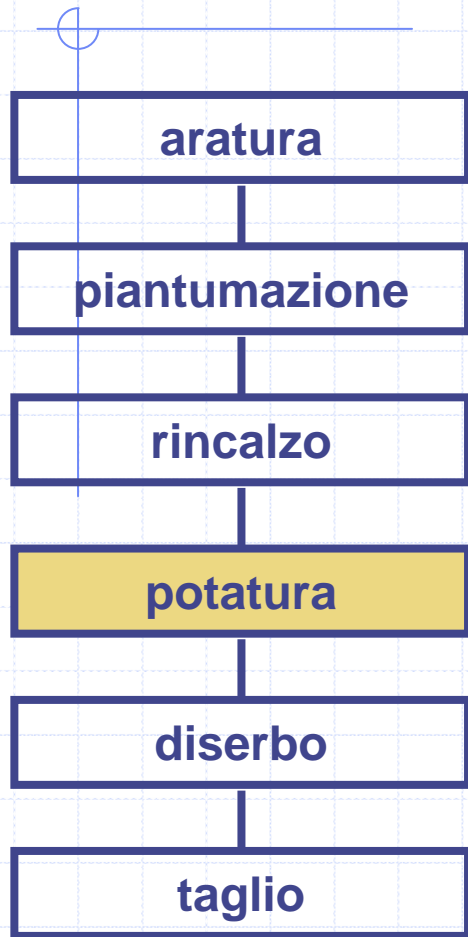 aratura
piantumazione
rincalzo
potatura
diserbo
taglio